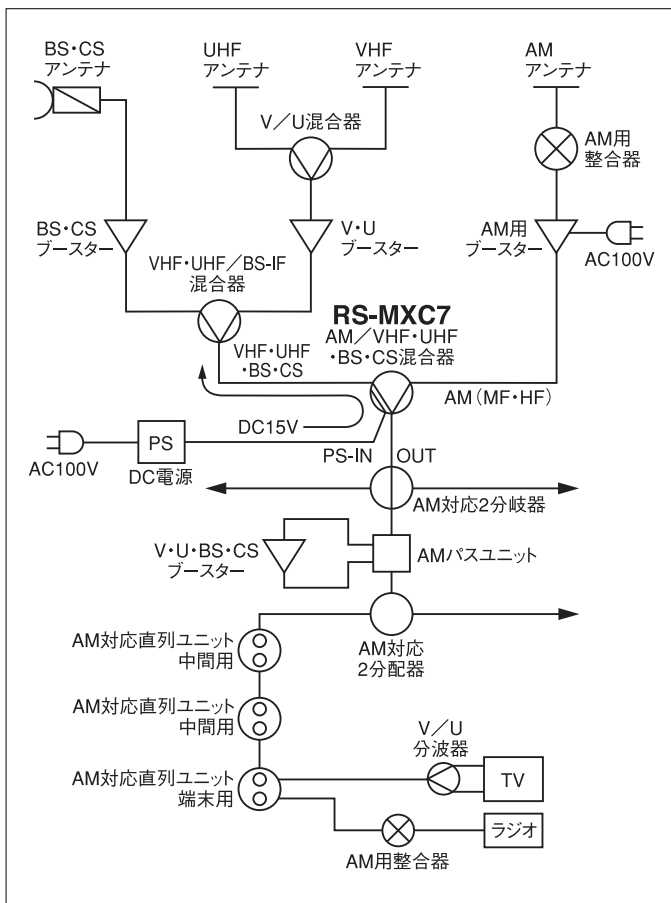 BS・CS
アンテナ
UHF
アンテナ
VHF
アンテナ
AM
アンテナ
V／U混合器
AM用
整合器
BS・CS
ブースター
V・U
ブースター
AM用
ブースター
AC100V
VHF・UHF／BS-IF
混合器
RS-MXC7
AM／VHF・UHF
・BS・CS混合器
VHF・UHF
・BS・CS
AM（MF・HF）
DC15V
AC100V
PS
DC電源
PS-IN
OUT
AM対応2分岐器
V・U・BS・CS
ブースター
AMパスユニット
AM対応
2分配器
AM対応直列ユニット
中間用
AM対応直列ユニット
中間用
V／U
分波器
TV
AM対応直列ユニット
端末用
ラジオ
AM用整合器